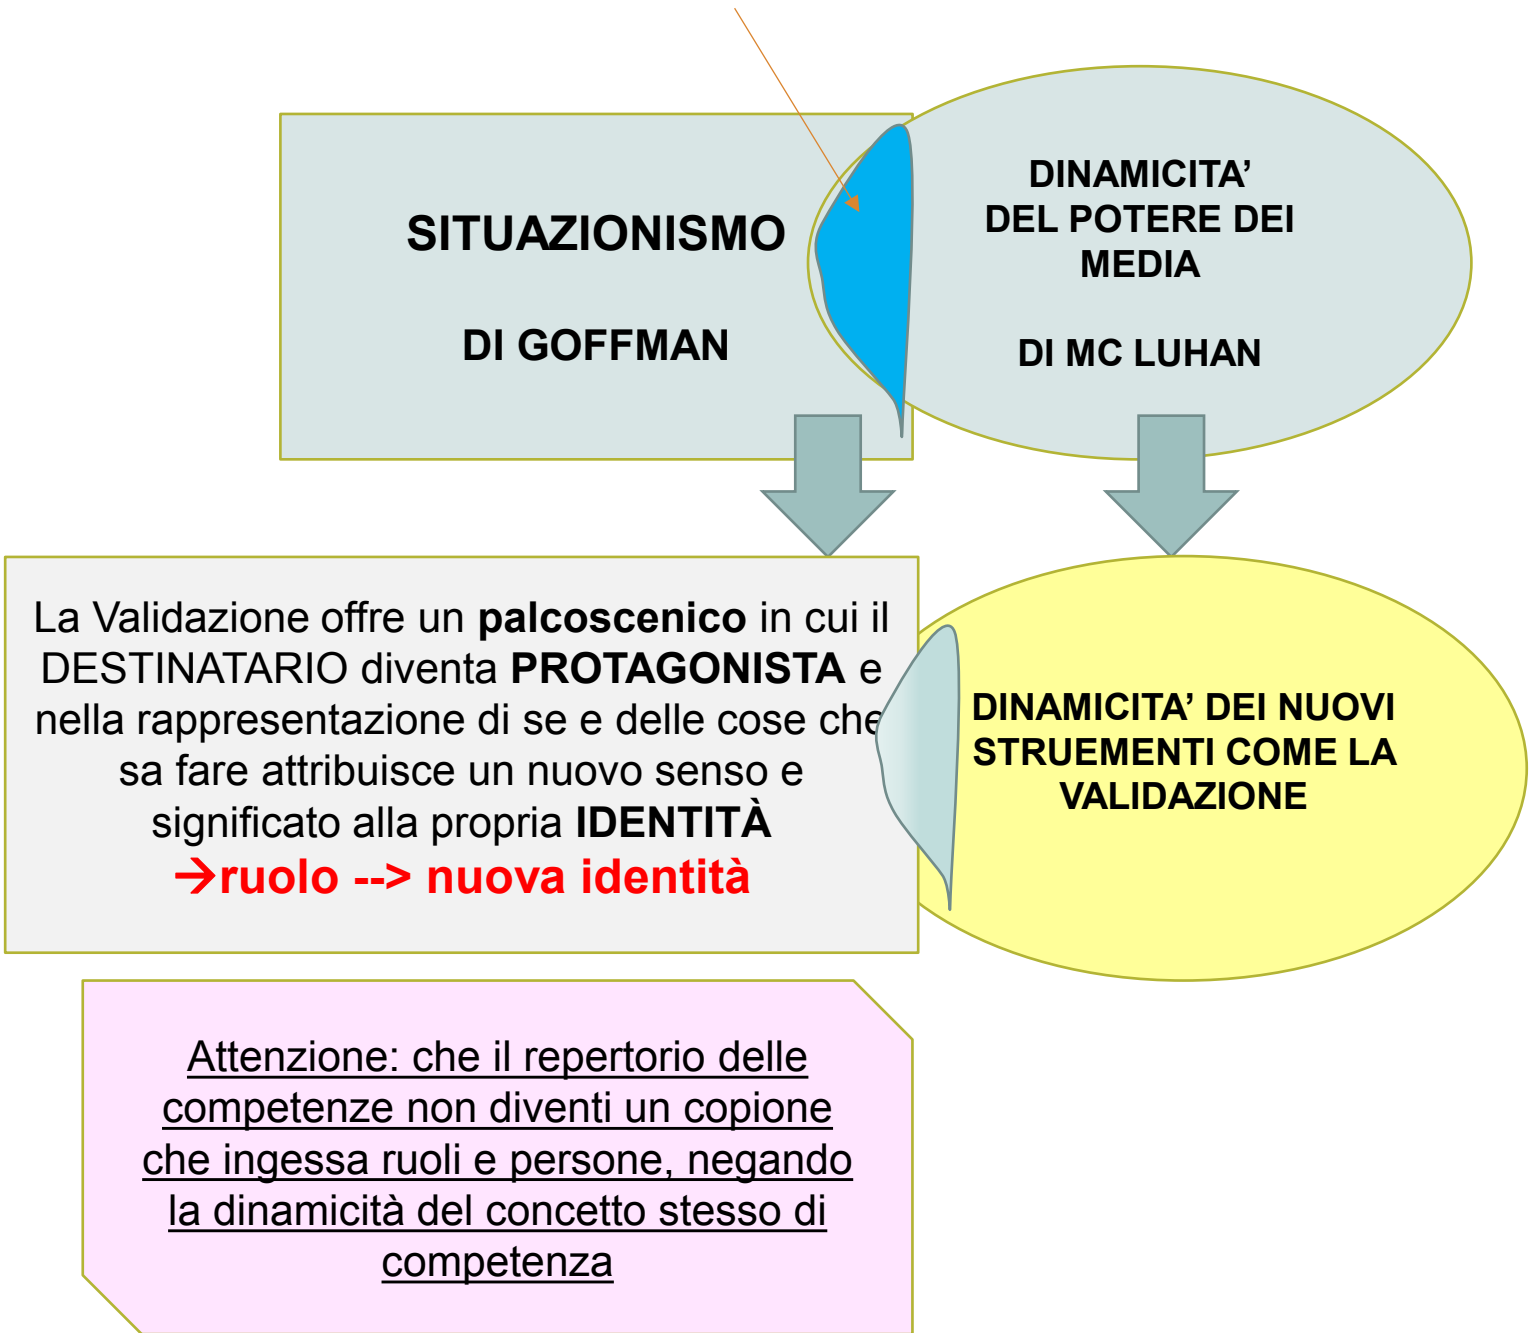 SITUAZIONISMO
DI GOFFMAN
DINAMICITA’
DEL POTERE DEI
MEDIA
DI MC LUHAN
La Validazione offre un palcoscenico in cui il
DESTINATARIO diventa PROTAGONISTA e
nella rappresentazione di se e delle cose che
sa fare attribuisce un nuovo senso e
significato alla propria IDENTITÀ
→ruolo --> nuova identità
DINAMICITA’ DEI NUOVI
STRUEMENTI COME LA
VALIDAZIONE
Attenzione: che il repertorio delle
competenze non diventi un copione
che ingessa ruoli e persone, negando
la dinamicità del concetto stesso di
competenza